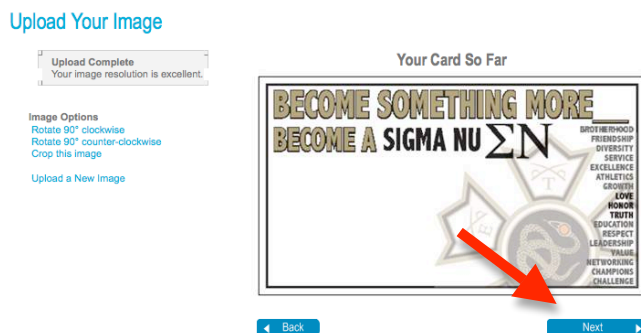 Upload Your Image
Upload Complete
Your image resolution is excellent.
Image Options
Rotate 90° clockwise
Rotate 90° counter-clockwise
Crop this image
Upload a New Image
Your Card So Far
BECOME SOMETHING MORE__
BECOME A SIGMA NU ΣΝ
BROTHERHOOD
FRIENDSHIP
DIVERSITY
SERVICE
EXCELLENCE
ATHLETICS
GROWTH
LOVE
HONOR
TRUTH
EDUCATION
RESPECT
LEADERSHIP
VALUE
NETWORKING
CHAMPIONS
CHALLENGE
Back
Next